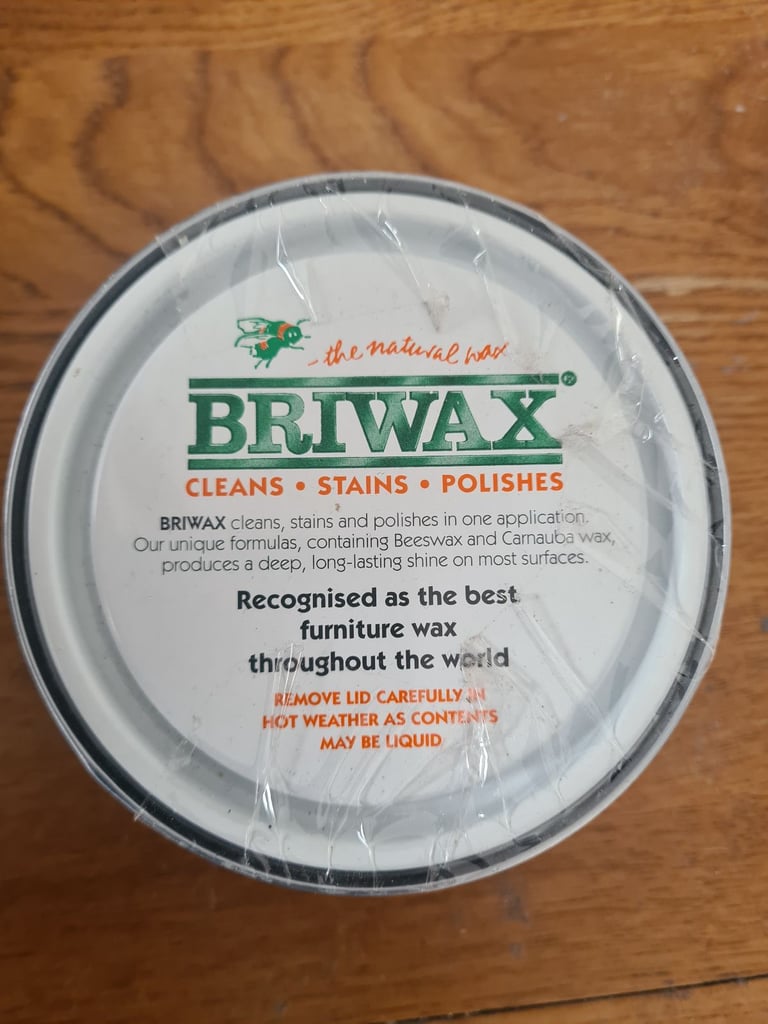 -the natural wax
BRIWAX®
CLEANS • STAINS • POLISHES
BRIWAX cleans, stains and polishes in one application.
Our unique formulas, containing Beeswax and Carnauba wax,
produces a deep, long-lasting shine on most surfaces.
Recognised as the best
furniture wax
throughout the world
REMOVE LID CAREFULLY IN
HOT WEATHER AS CONTENTS
MAY BE LIQUID